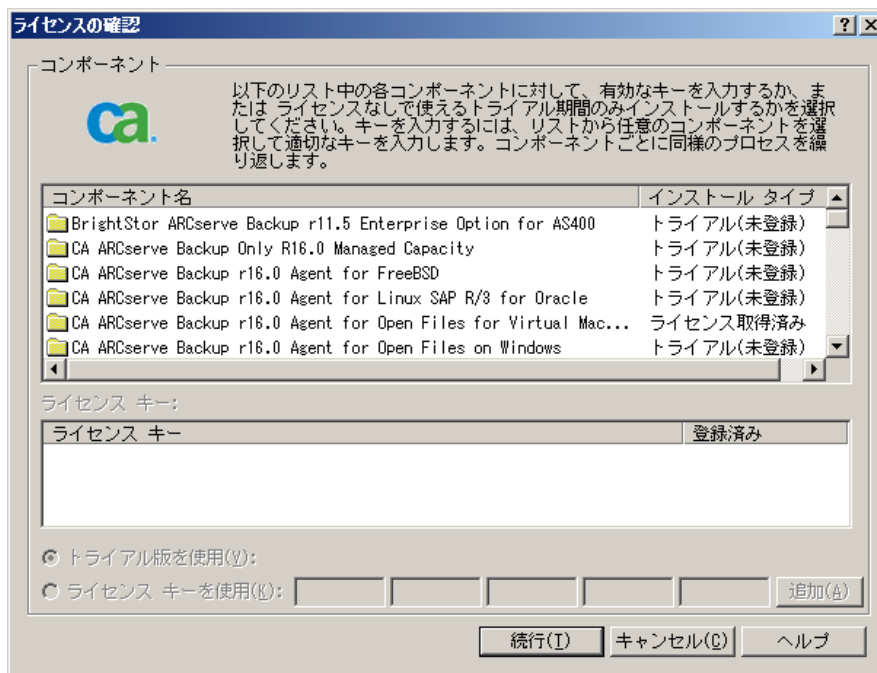 ライセンスの確認
コンポーネント
ca.
以下のリスト中の各コンポーネントに対して、有効なキーを入力するか、ま
たは ライセンスなしで使えるトライアル期間のみインストールするかを選択
してください。キーを入力するには、リストから任意のコンポーネントを選
択して適切なキーを入力します。コンポーネントごとに同様のプロセスを繰
り返します。
コンポーネント名 インストール タイプ
BrightStor ARCserve Backup r11.5 Enterprise Option for AS400 トライアル(未登録)
CA ARCserve Backup Only R16.0 Managed Capacity トライアル(未登録)
CA ARCserve Backup r16.0 Agent for FreeBSD トライアル(未登録)
CA ARCserve Backup r16.0 Agent for Linux SAP R/3 for Oracle トライアル(未登録)
CA ARCserve Backup r16.0 Agent for Open Files for Virtual Mac... ライセンス取得済み
CA ARCserve Backup r16.0 Agent for Open Files on Windows トライアル(未登録)
ライセンス キー:
ライセンス キー 登録済み
トライアル版を使用(V):
ライセンス キーを使用(K): 追加(A)
続行(T) キャンセル(C) ヘルプ